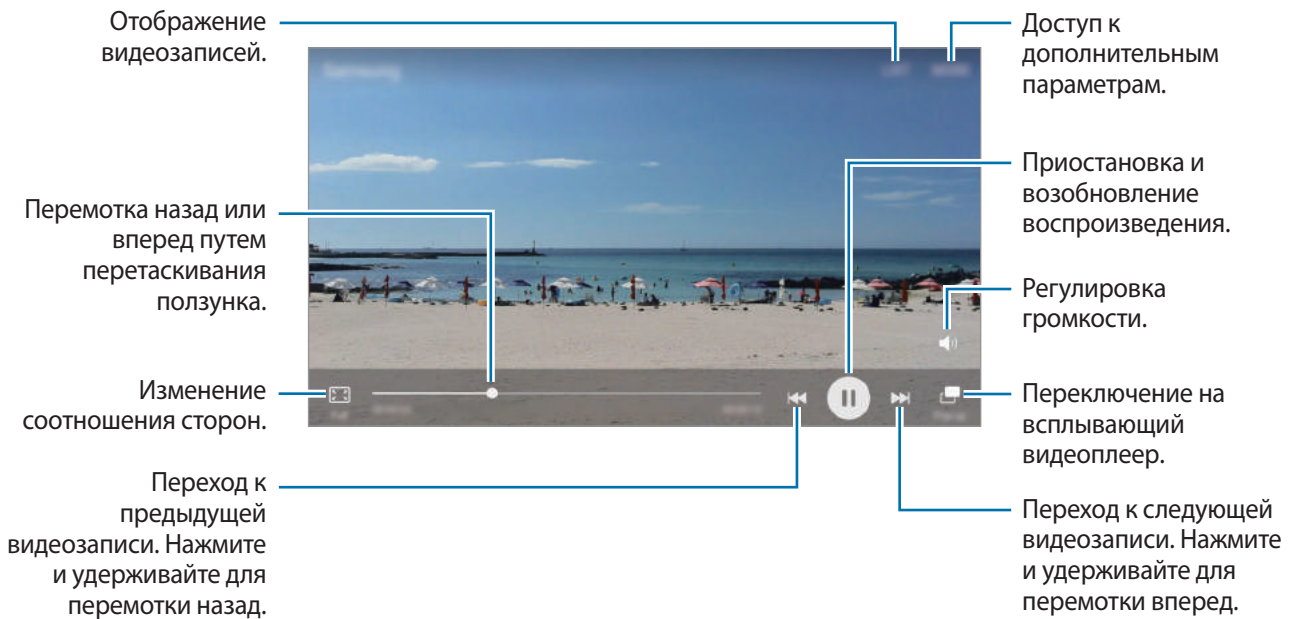 Отображение
видеозаписей.
Перемотка назад или
вперед путем
перетаскивания
ползунка.
Изменение
соотношения сторон.
Переход к
предыдущей
видеозаписи. Нажмите
и удерживайте для
перемотки назад.
Доступ к
дополнительным
параметрам.
Приостановка и
возобновление
воспроизведения.
Регулировка
громкости.
Переключение на
всплывающий
видеоплеер.
Переход к следующей
видеозаписи. Нажмите
и удерживайте для
перемотки вперед.